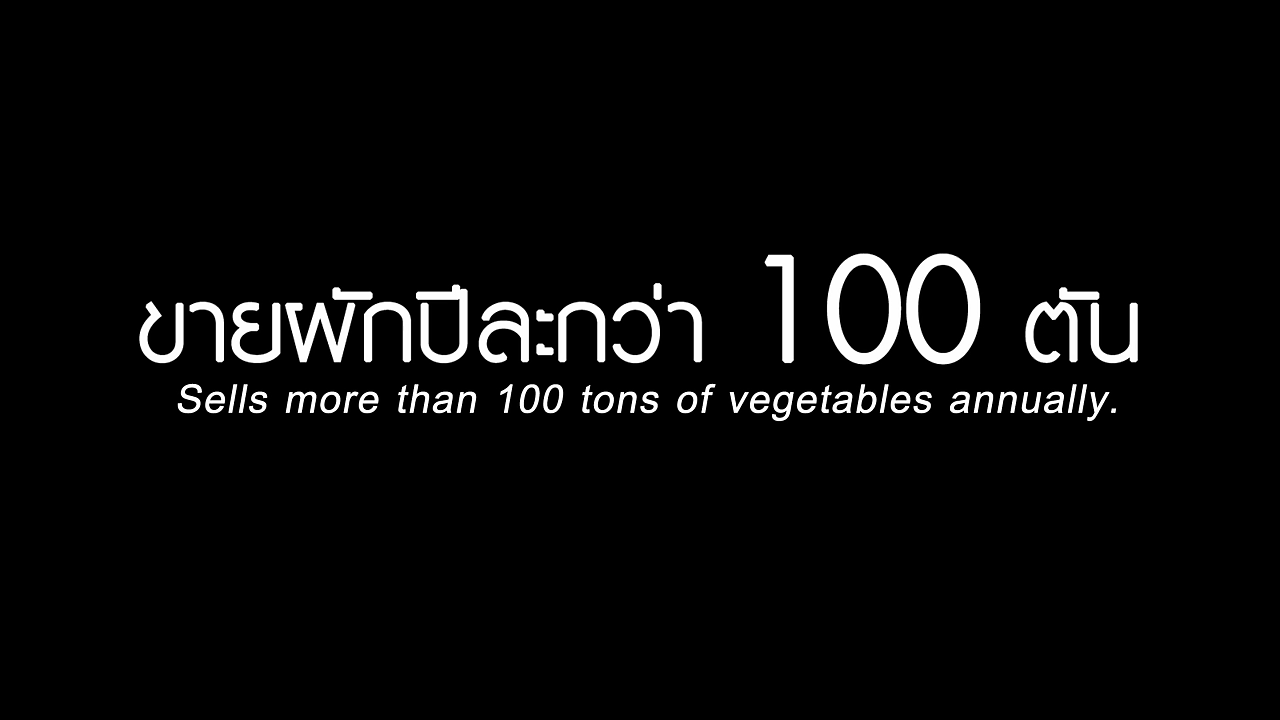 ขายผักปีละกว่า 100 ตัน
Sells more than 100 tons of vegetables annually.